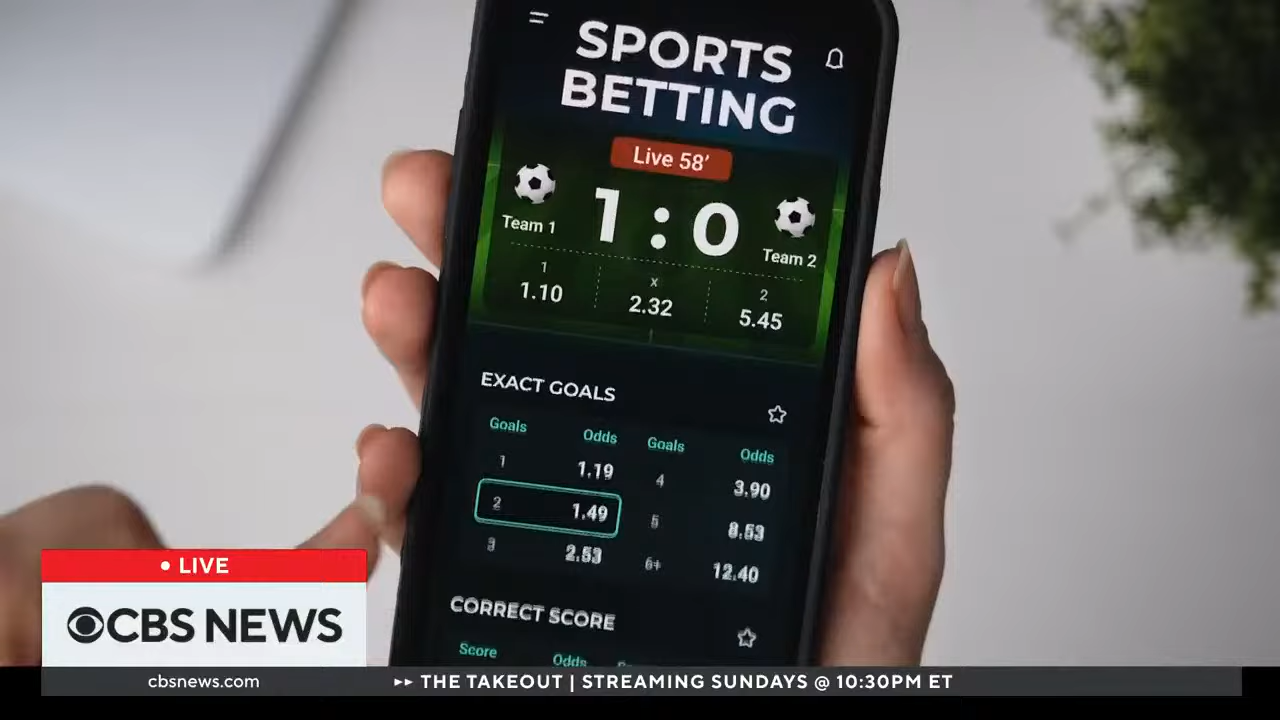 SPORTS
BETTING
Live 58’
1 : 0
Team 1
Team 2
1
x
2
1.10
2.32
5.45
EXACT GOALS
Goals Odds Goals Odds
1 1.19 4 3.90
2 1.49 5 8.53
3 2.53 6+ 12.40
CORRECT SCORE
Score Odds
• LIVE
CBS NEWS
cbsnews.com
THE TAKEOUT | STREAMING SUNDAYS @ 10:30PM ET